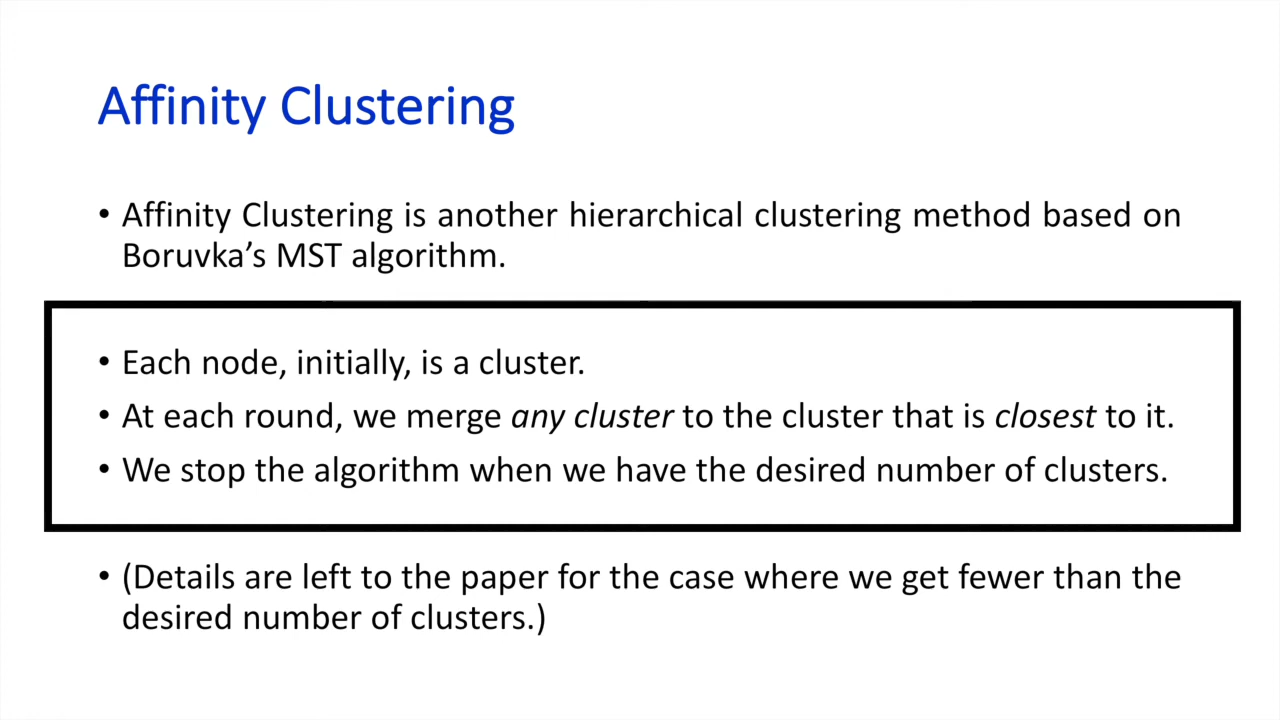 Affinity Clustering
• Affinity Clustering is another hierarchical clustering method based on
Boruvka’s MST algorithm.
• Each node, initially, is a cluster.
• At each round, we merge any cluster to the cluster that is closest to it.
• We stop the algorithm when we have the desired number of clusters.
• (Details are left to the paper for the case where we get fewer than the
desired number of clusters.)